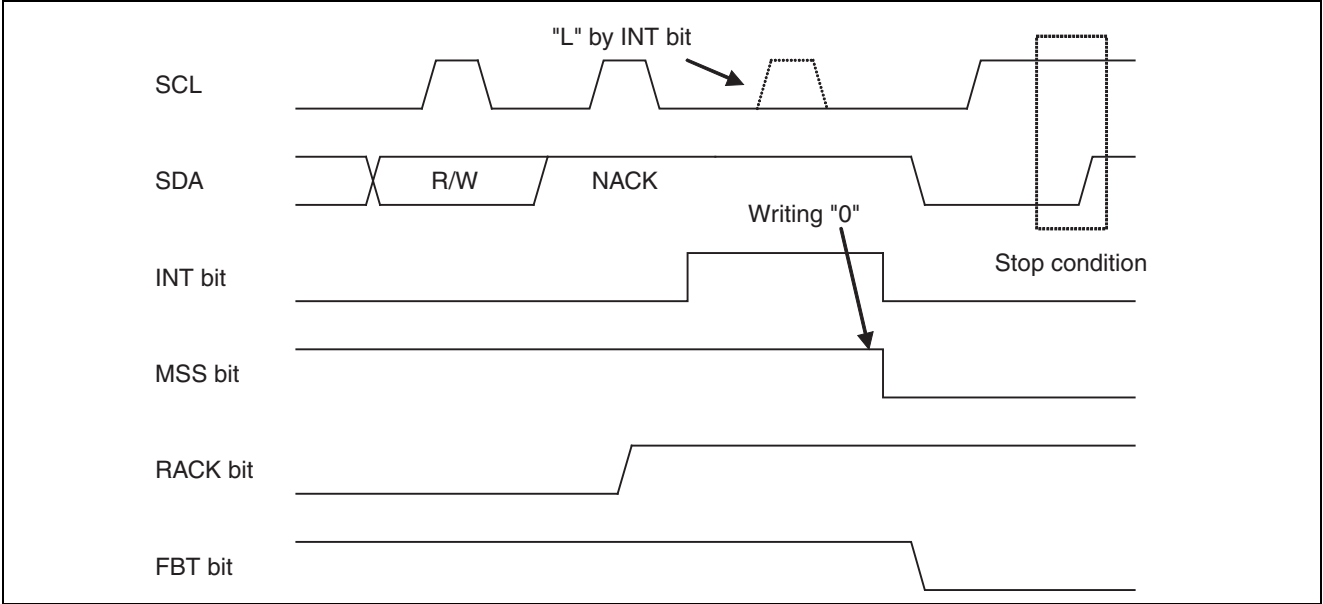 "L" by INT bit
SCL
SDA
R/W
NACK
Writing "0"
INT bit
Stop condition
MSS bit
RACK bit
FBT bit